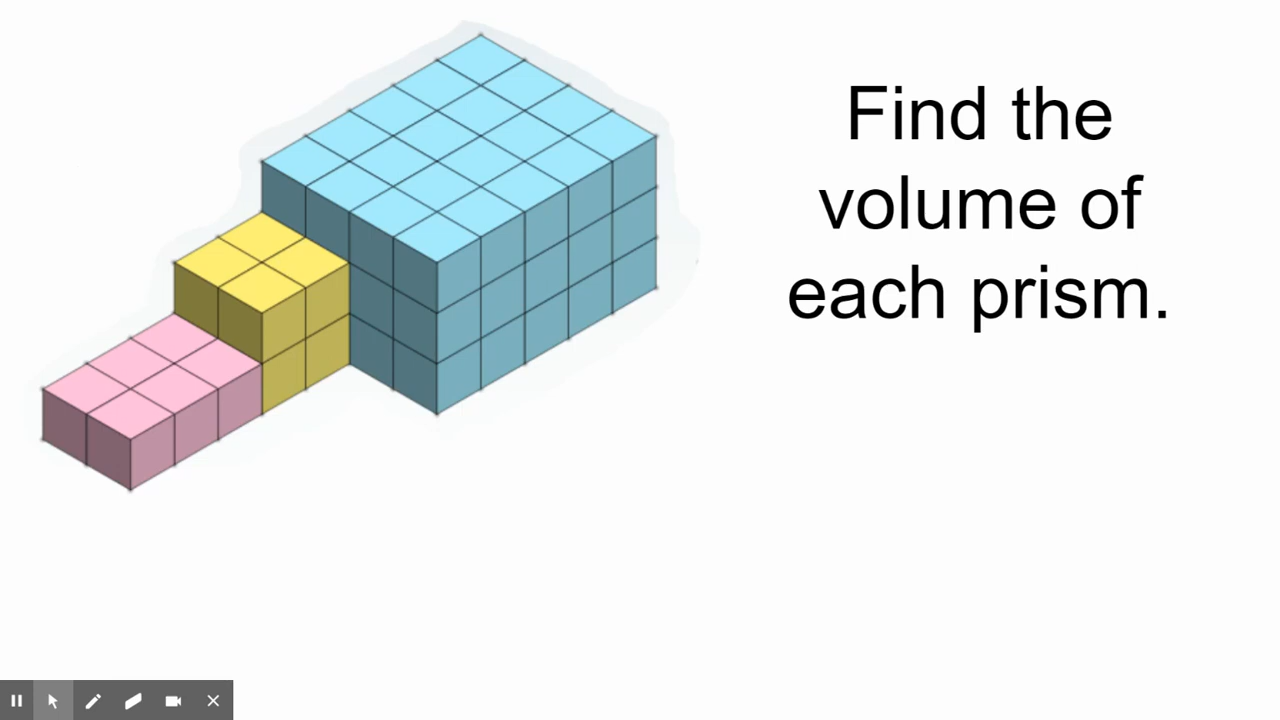 Find the
volume of
each prism.